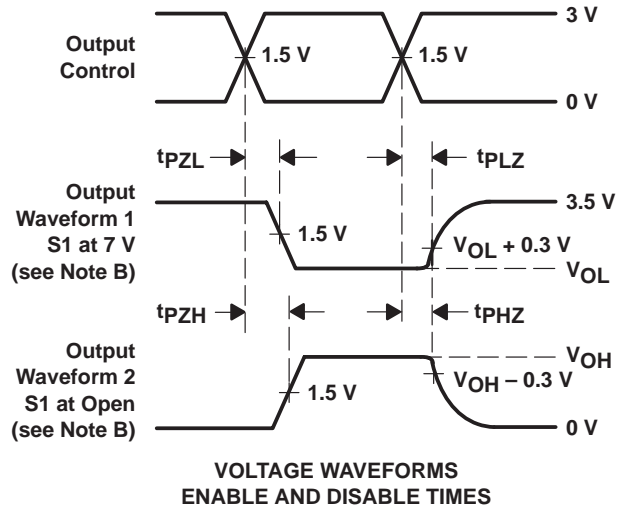 3 V
Output
Control
1.5 V
1.5 V
0 V
tPZL
tPLZ
Output
Waveform 1
S1 at 7 V
(see Note B)
3.5 V
1.5 V
VOL + 0.3 V
VOL
tPZH
tPHZ
Output
Waveform 2
S1 at Open
(see Note B)
VOH
1.5 V
VOH – 0.3 V
0 V
VOLTAGE WAVEFORMS
ENABLE AND DISABLE TIMES